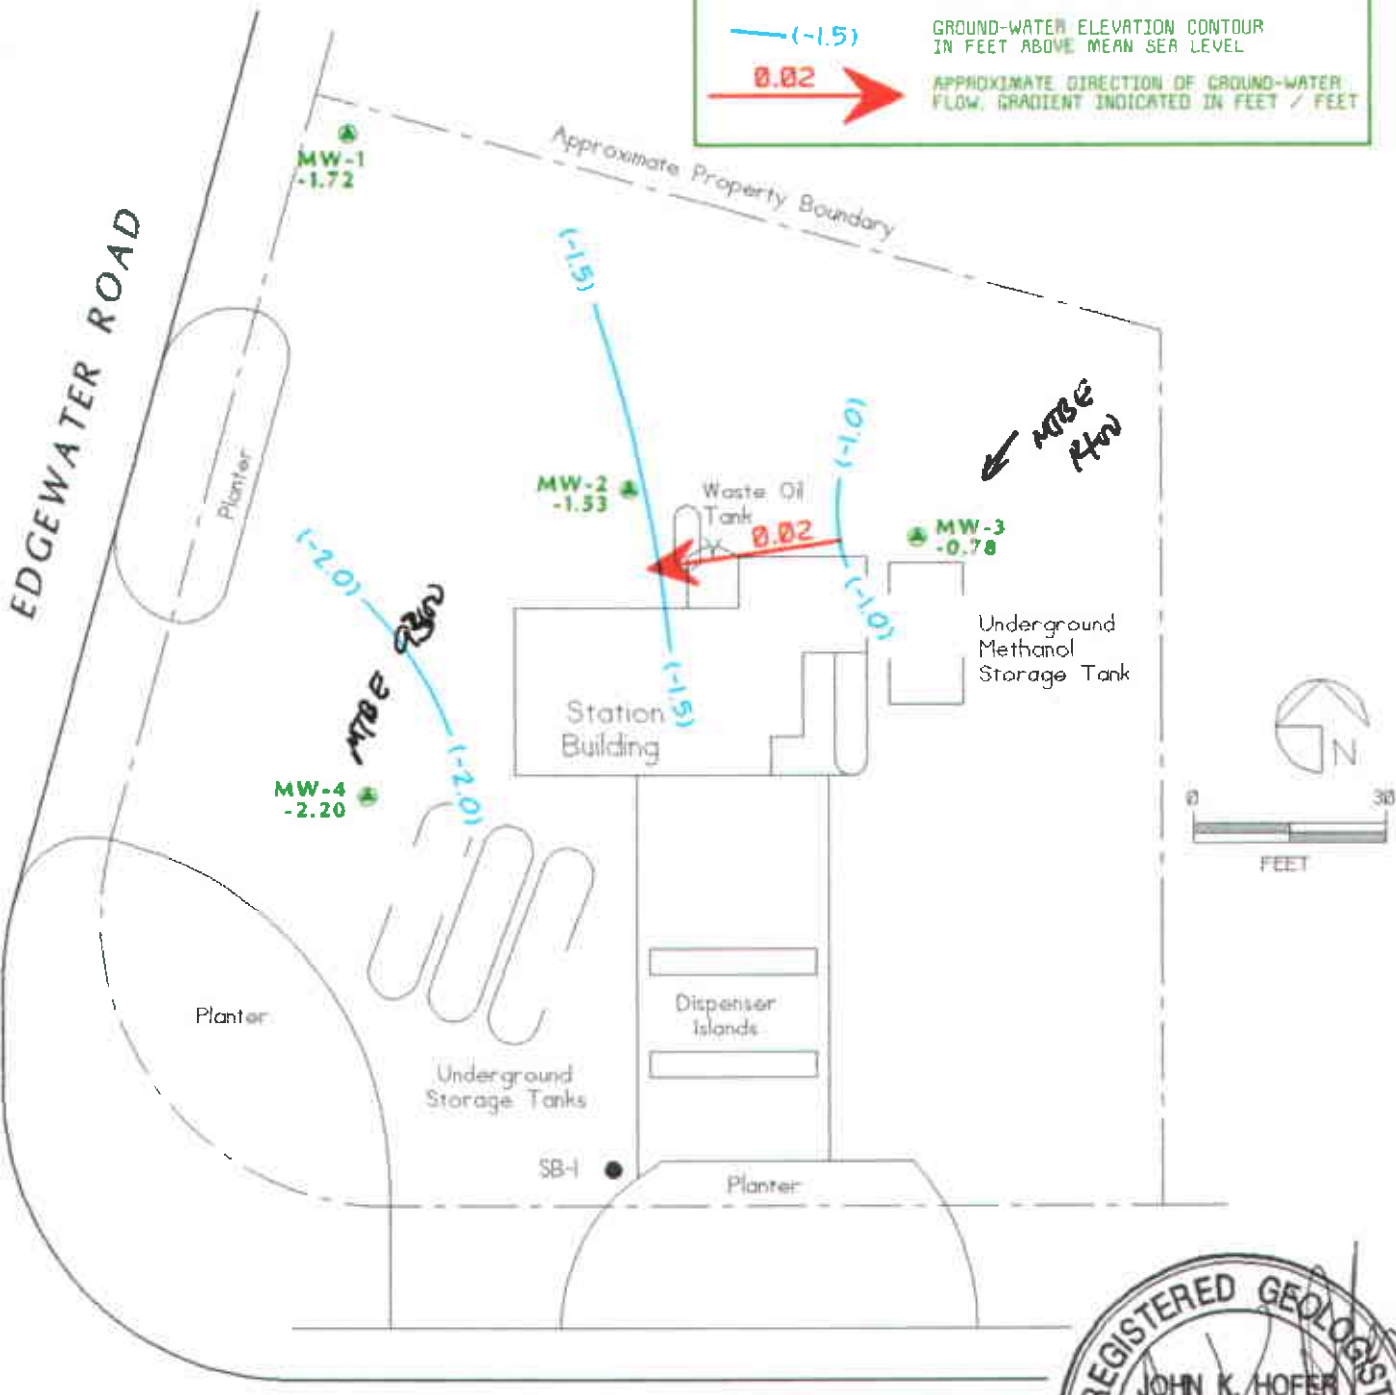 (-1.5)
GROUND-WATER ELEVATION CONTOUR
IN FEET ABOVE MEAN SEA LEVEL
0.02
APPROXIMATE DIRECTION OF GROUND-WATER
FLOW. GRADIENT INDICATED IN FEET / FEET
MW-1
-1.72
Approximate Property Boundary
EDGEWATER ROAD
Planter
(-1.5)
(-1.0)
MTBE
MW-2
-1.53
Waste Oil
Tank
0.02
MW-3
-0.78
(-2.0)
(-1.0)
MTBE 9300
Underground
Methanol
Storage Tank
Station
Building
(-1.5)
(-2.0)
MW-4
-2.20
N
0 30
FEET
Planter
Dispenser
Islands
Underground
Storage Tanks
SB-1
Planter
REGISTERED GEOLOGIST
JOHN K. HOFER